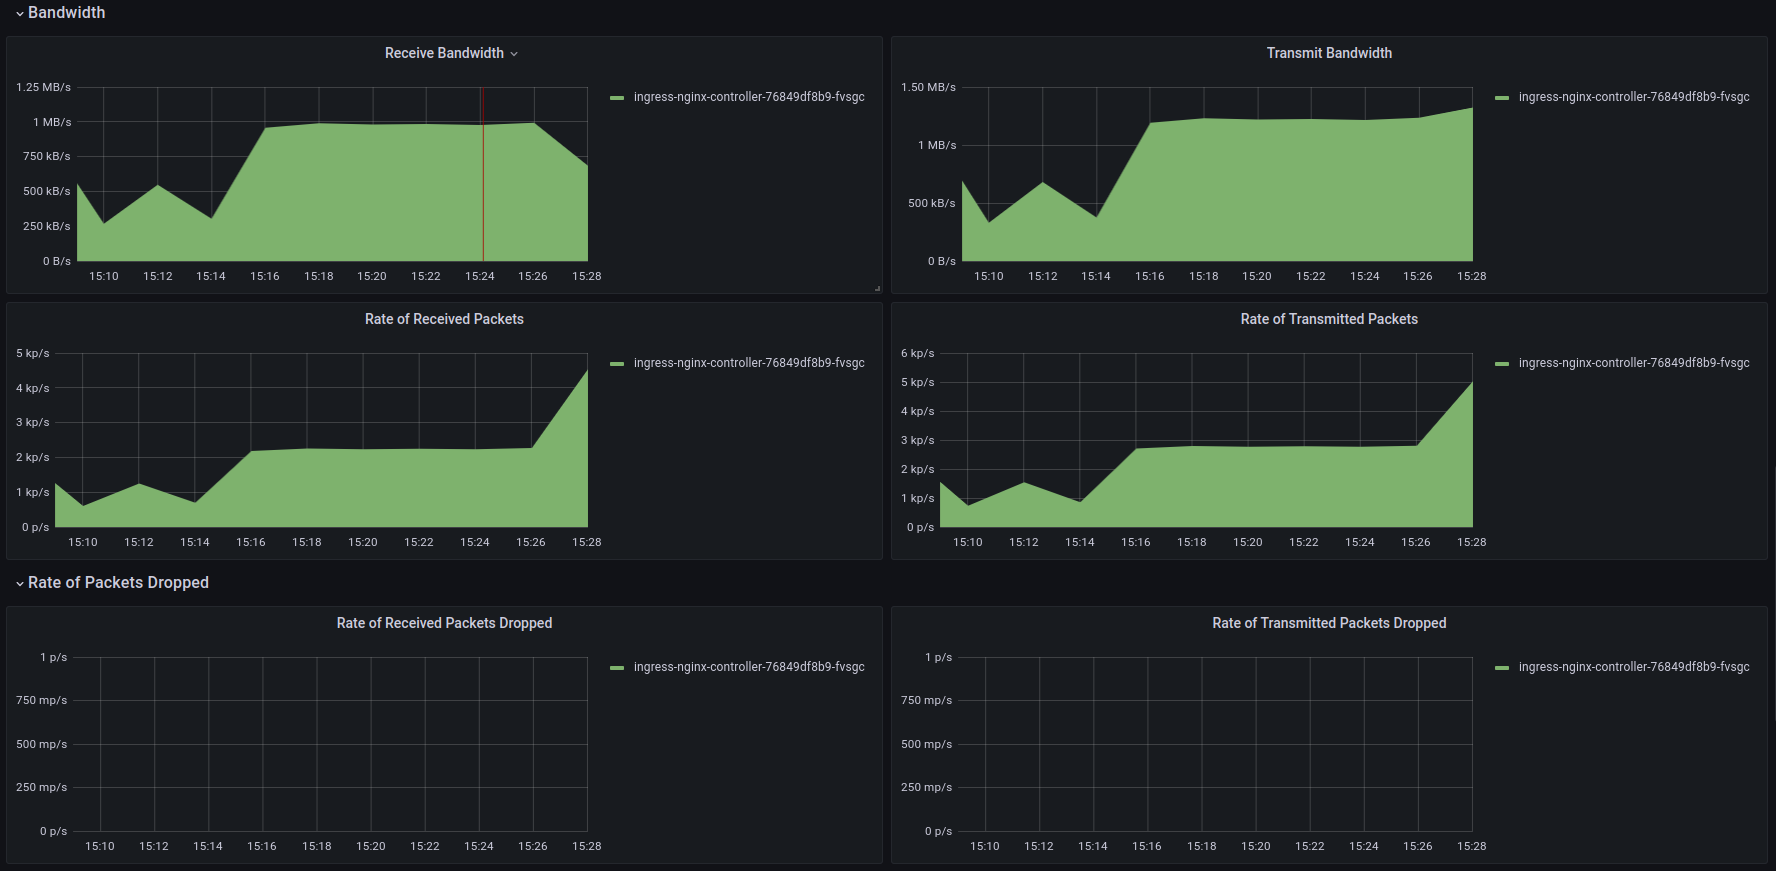 Bandwidth
Receive Bandwidth
1.25 MB/s
1 MB/s
750 kB/s
500 kB/s
250 kB/s
0 B/s
15:10 15:12 15:14 15:16 15:18 15:20 15:22 15:24 15:26 15:28
ingress-nginx-controller-76849df8b9-fvsgc
Transmit Bandwidth
1.50 MB/s
1 MB/s
500 kB/s
0 B/s
15:10 15:12 15:14 15:16 15:18 15:20 15:22 15:24 15:26 15:28
ingress-nginx-controller-76849df8b9-fvsgc
Rate of Received Packets
5 kp/s
4 kp/s
3 kp/s
2 kp/s
1 kp/s
0 p/s
15:10 15:12 15:14 15:16 15:18 15:20 15:22 15:24 15:26 15:28
ingress-nginx-controller-76849df8b9-fvsgc
Rate of Transmitted Packets
6 kp/s
5 kp/s
4 kp/s
3 kp/s
2 kp/s
1 kp/s
0 p/s
15:10 15:12 15:14 15:16 15:18 15:20 15:22 15:24 15:26 15:28
ingress-nginx-controller-76849df8b9-fvsgc
Rate of Packets Dropped
Rate of Received Packets Dropped
1 p/s
750 mp/s
500 mp/s
250 mp/s
0 p/s
15:10 15:12 15:14 15:16 15:18 15:20 15:22 15:24 15:26 15:28
ingress-nginx-controller-76849df8b9-fvsgc
Rate of Transmitted Packets Dropped
1 p/s
750 mp/s
500 mp/s
250 mp/s
0 p/s
15:10 15:12 15:14 15:16 15:18 15:20 15:22 15:24 15:26 15:28
ingress-nginx-controller-76849df8b9-fvsgc